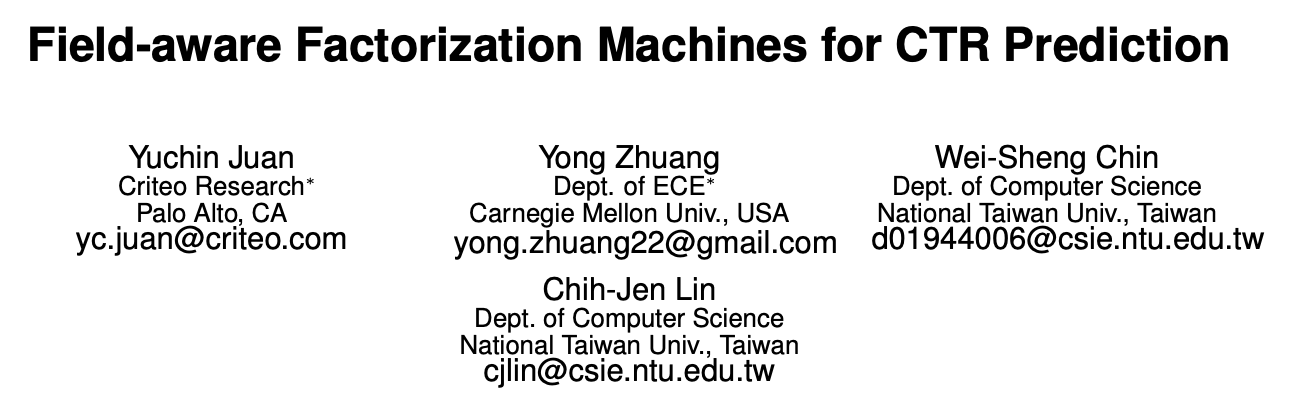 Field-aware Factorization Machines for CTR Prediction
Yuchin Juan
Criteo Research*
Palo Alto, CA
yc.juan@criteo.com
Yong Zhuang
Dept. of ECE*
Carnegie Mellon Univ., USA
yong.zhuang22@gmail.com
Wei-Sheng Chin
Dept. of Computer Science
National Taiwan Univ., Taiwan
d01944006@csie.ntu.edu.tw
Chih-Jen Lin
Dept. of Computer Science
National Taiwan Univ., Taiwan
cjlin@csie.ntu.edu.tw